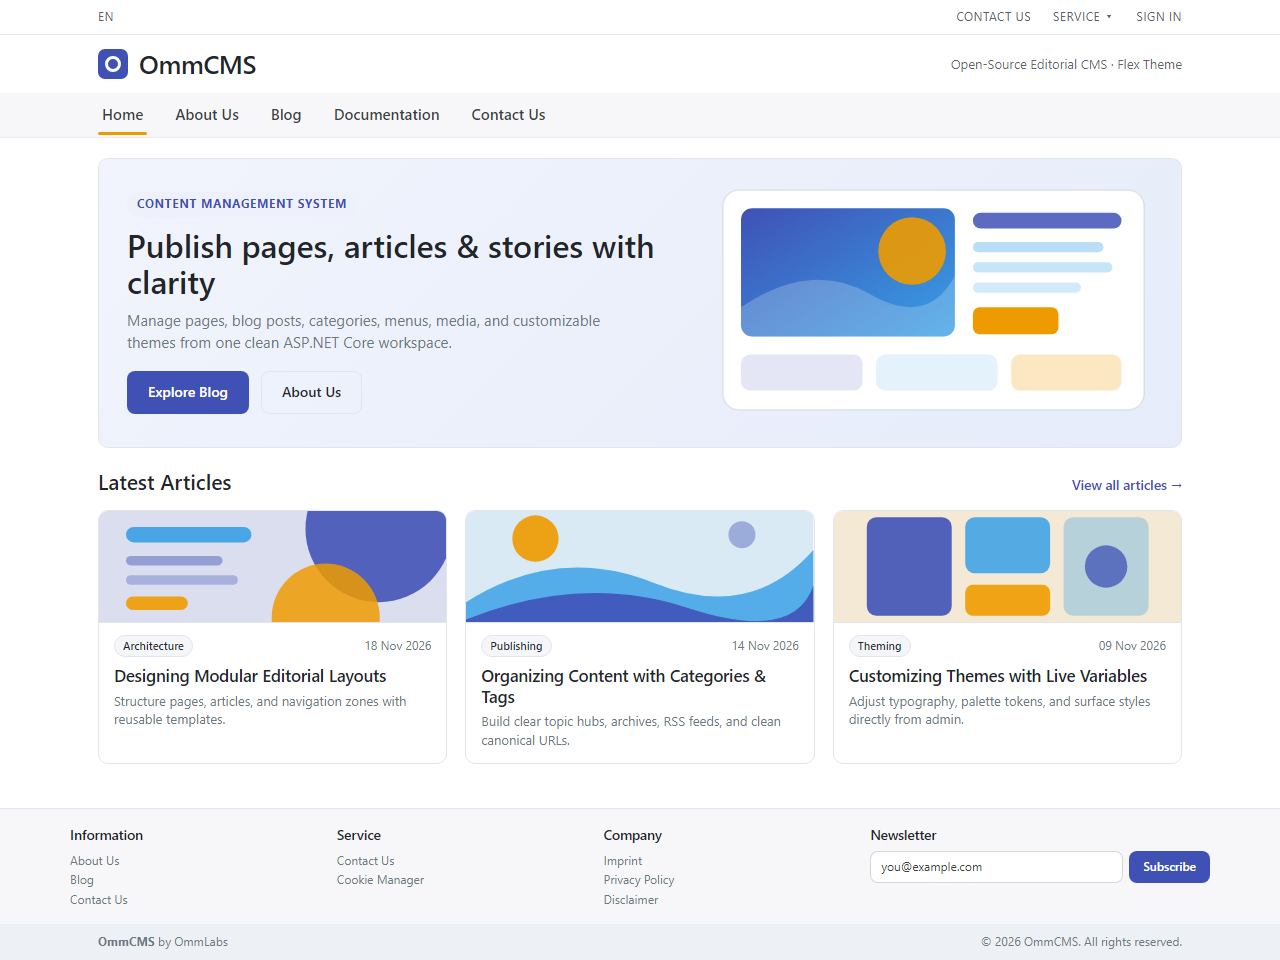 EN
CONTACT US
SERVICE ▾
SIGN IN
OmmCMS
Open-Source Editorial CMS · Flex Theme
Home
About Us
Blog
Documentation
Contact Us
CONTENT MANAGEMENT SYSTEM
Publish pages, articles & stories with
clarity
Manage pages, blog posts, categories, menus, media, and customizable
themes from one clean ASP.NET Core workspace.
Explore Blog
About Us
Latest Articles
View all articles →
Architecture
18 Nov 2026
Designing Modular Editorial Layouts
Structure pages, articles, and navigation zones with
reusable templates.
Publishing
14 Nov 2026
Organizing Content with Categories &
Tags
Build clear topic hubs, archives, RSS feeds, and clean
canonical URLs.
Theming
09 Nov 2026
Customizing Themes with Live Variables
Adjust typography, palette tokens, and surface styles
directly from admin.
Information
About Us
Blog
Contact Us
Service
Contact Us
Cookie Manager
Company
Imprint
Privacy Policy
Disclaimer
Newsletter
you@example.com
Subscribe
OmmCMS by OmmLabs
© 2026 OmmCMS. All rights reserved.